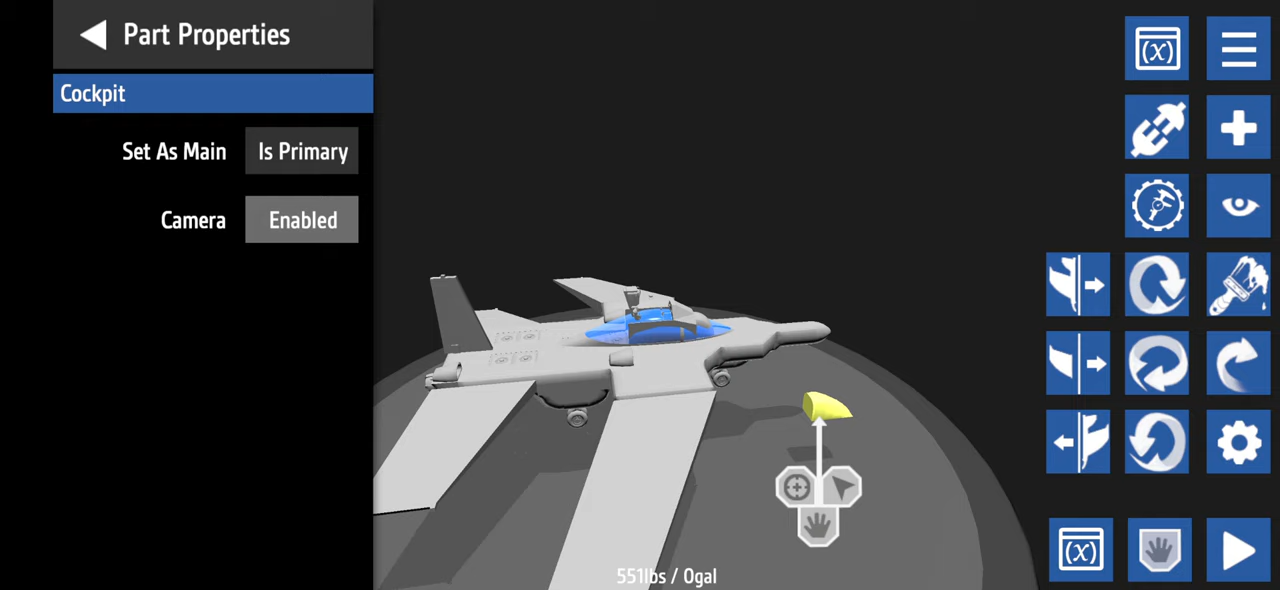 Part Properties
Cockpit
Set As Main
Is Primary
Camera
Enabled
(x)
551lbs / 0gal
(x)